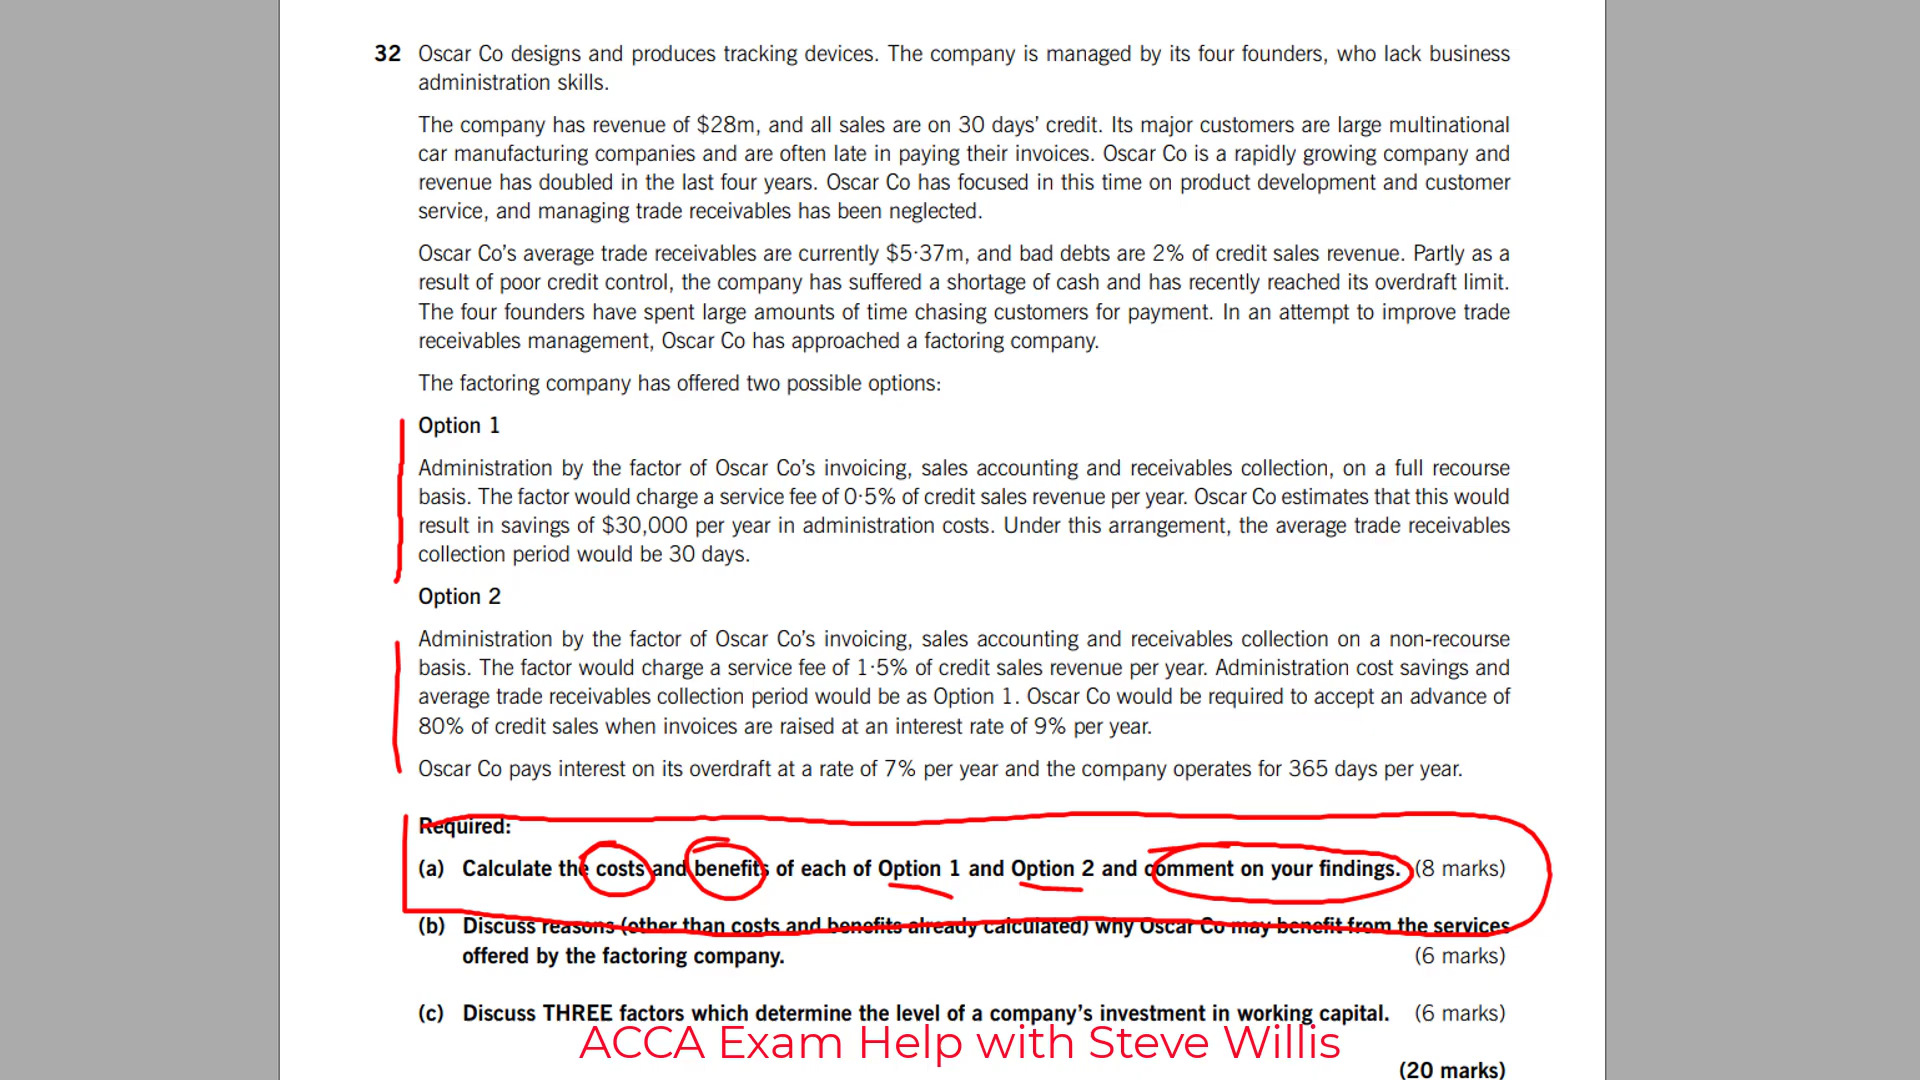 32 Oscar Co designs and produces tracking devices. The company is managed by its four founders, who lack business
administration skills.
The company has revenue of $28m, and all sales are on 30 days' credit. Its major customers are large multinational
car manufacturing companies and are often late in paying their invoices. Oscar Co is a rapidly growing company and
revenue has doubled in the last four years. Oscar Co has focused in this time on product development and customer
service, and managing trade receivables has been neglected.
Oscar Co's average trade receivables are currently $5·37m, and bad debts are 2% of credit sales revenue. Partly as a
result of poor credit control, the company has suffered a shortage of cash and has recently reached its overdraft limit.
The four founders have spent large amounts of time chasing customers for payment. In an attempt to improve trade
receivables management, Oscar Co has approached a factoring company.
The factoring company has offered two possible options:
Option 1
Administration by the factor of Oscar Co's invoicing, sales accounting and receivables collection, on a full recourse
basis. The factor would charge a service fee of 0·5% of credit sales revenue per year. Oscar Co estimates that this would
result in savings of $30,000 per year in administration costs. Under this arrangement, the average trade receivables
collection period would be 30 days.
Option 2
Administration by the factor of Oscar Co's invoicing, sales accounting and receivables collection on a non-recourse
basis. The factor would charge a service fee of 1·5% of credit sales revenue per year. Administration cost savings and
average trade receivables collection period would be as Option 1. Oscar Co would be required to accept an advance of
80% of credit sales when invoices are raised at an interest rate of 9% per year.
Oscar Co pays interest on its overdraft at a rate of 7% per year and the company operates for 365 days per year.
Required:
(a) Calculate the costs and benefits of each of Option 1 and Option 2 and comment on your findings. (8 marks)
(b) Discuss reasons (other than costs and benefits already calculated) why Oscar Co may benefit from the services
offered by the factoring company. (6 marks)
(c) Discuss THREE factors which determine the level of a company's investment in working capital. (6 marks)
ACCA Exam Help with Steve Willis
(20 marks)